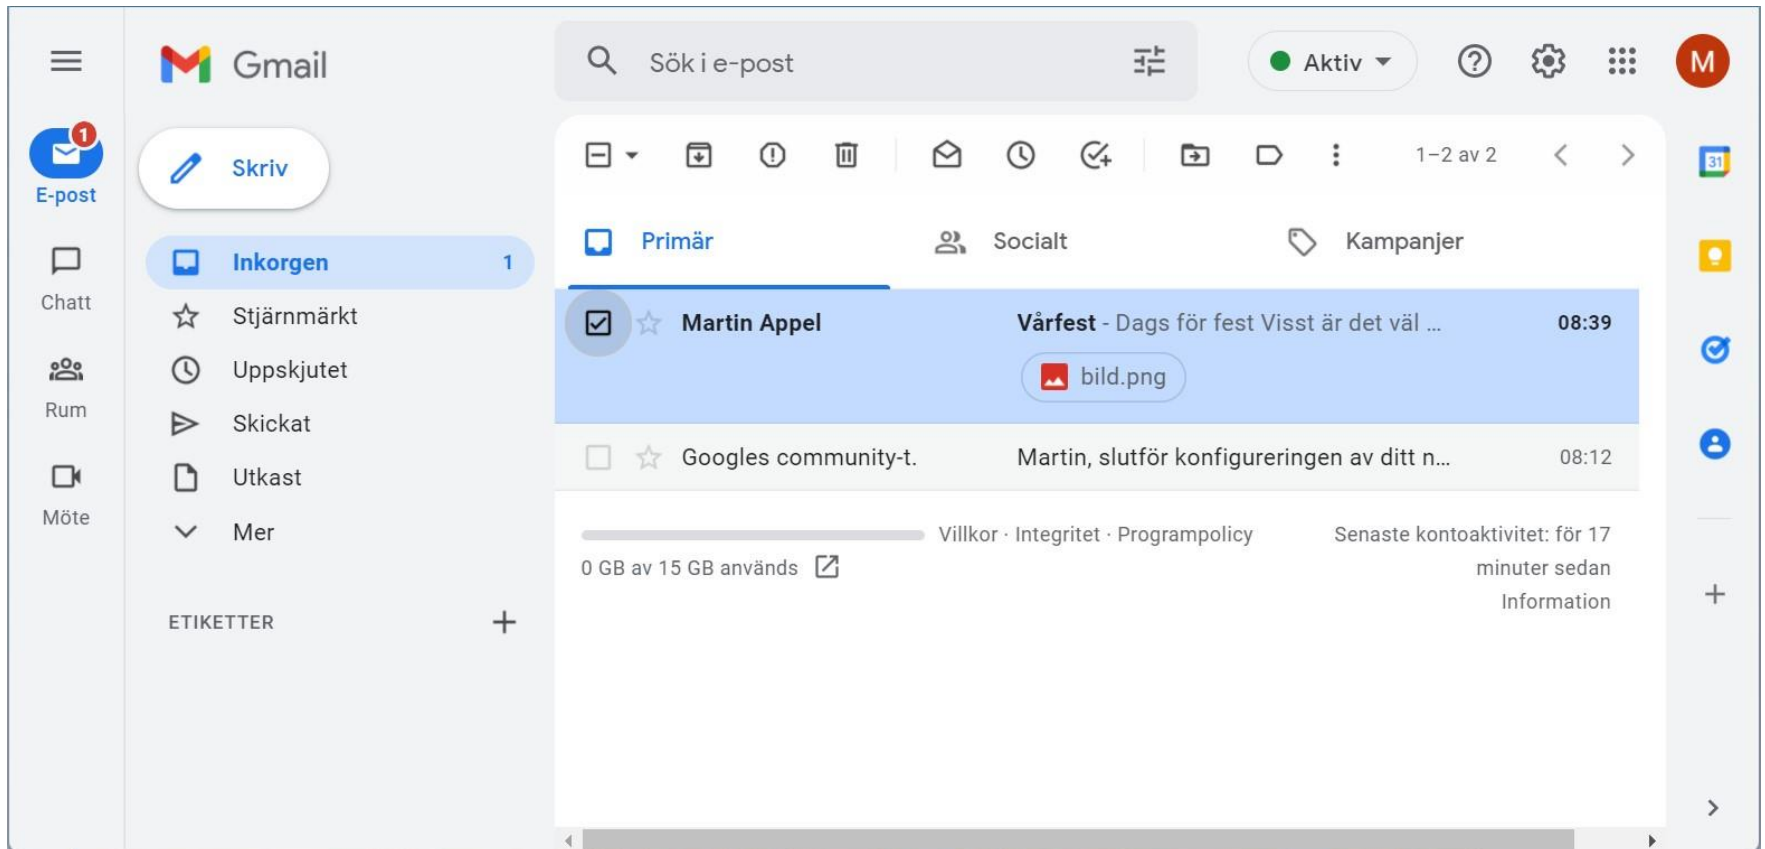 Gmail
Sök i e-post
Aktiv
M
1
E-post
Chatt
Rum
Möte
Skriv
Inkorgen 1
Stjärnmärkt
Uppskjutet
Skickat
Utkast
Mer
ETIKETTER
1–2 av 2
31
Primär Socialt Kampanjer
Martin Appel Vårfest - Dags för fest Visst är det väl ... 08:39
bild.png
Googles community-t. Martin, slutför konfigureringen av ditt n... 08:12
0 GB av 15 GB används
Villkor · Integritet · Programpolicy
Senaste kontoaktivitet: för 17
minuter sedan
Information